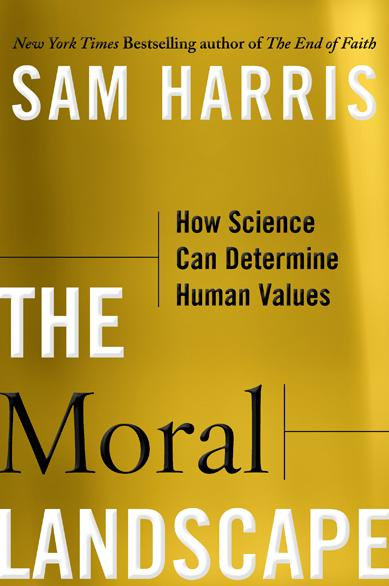 New York Times Bestselling author of The End of Faith
SAM HARRIS
How Science
Can Determine
Human Values
THE
Moral
LANDSCAPE